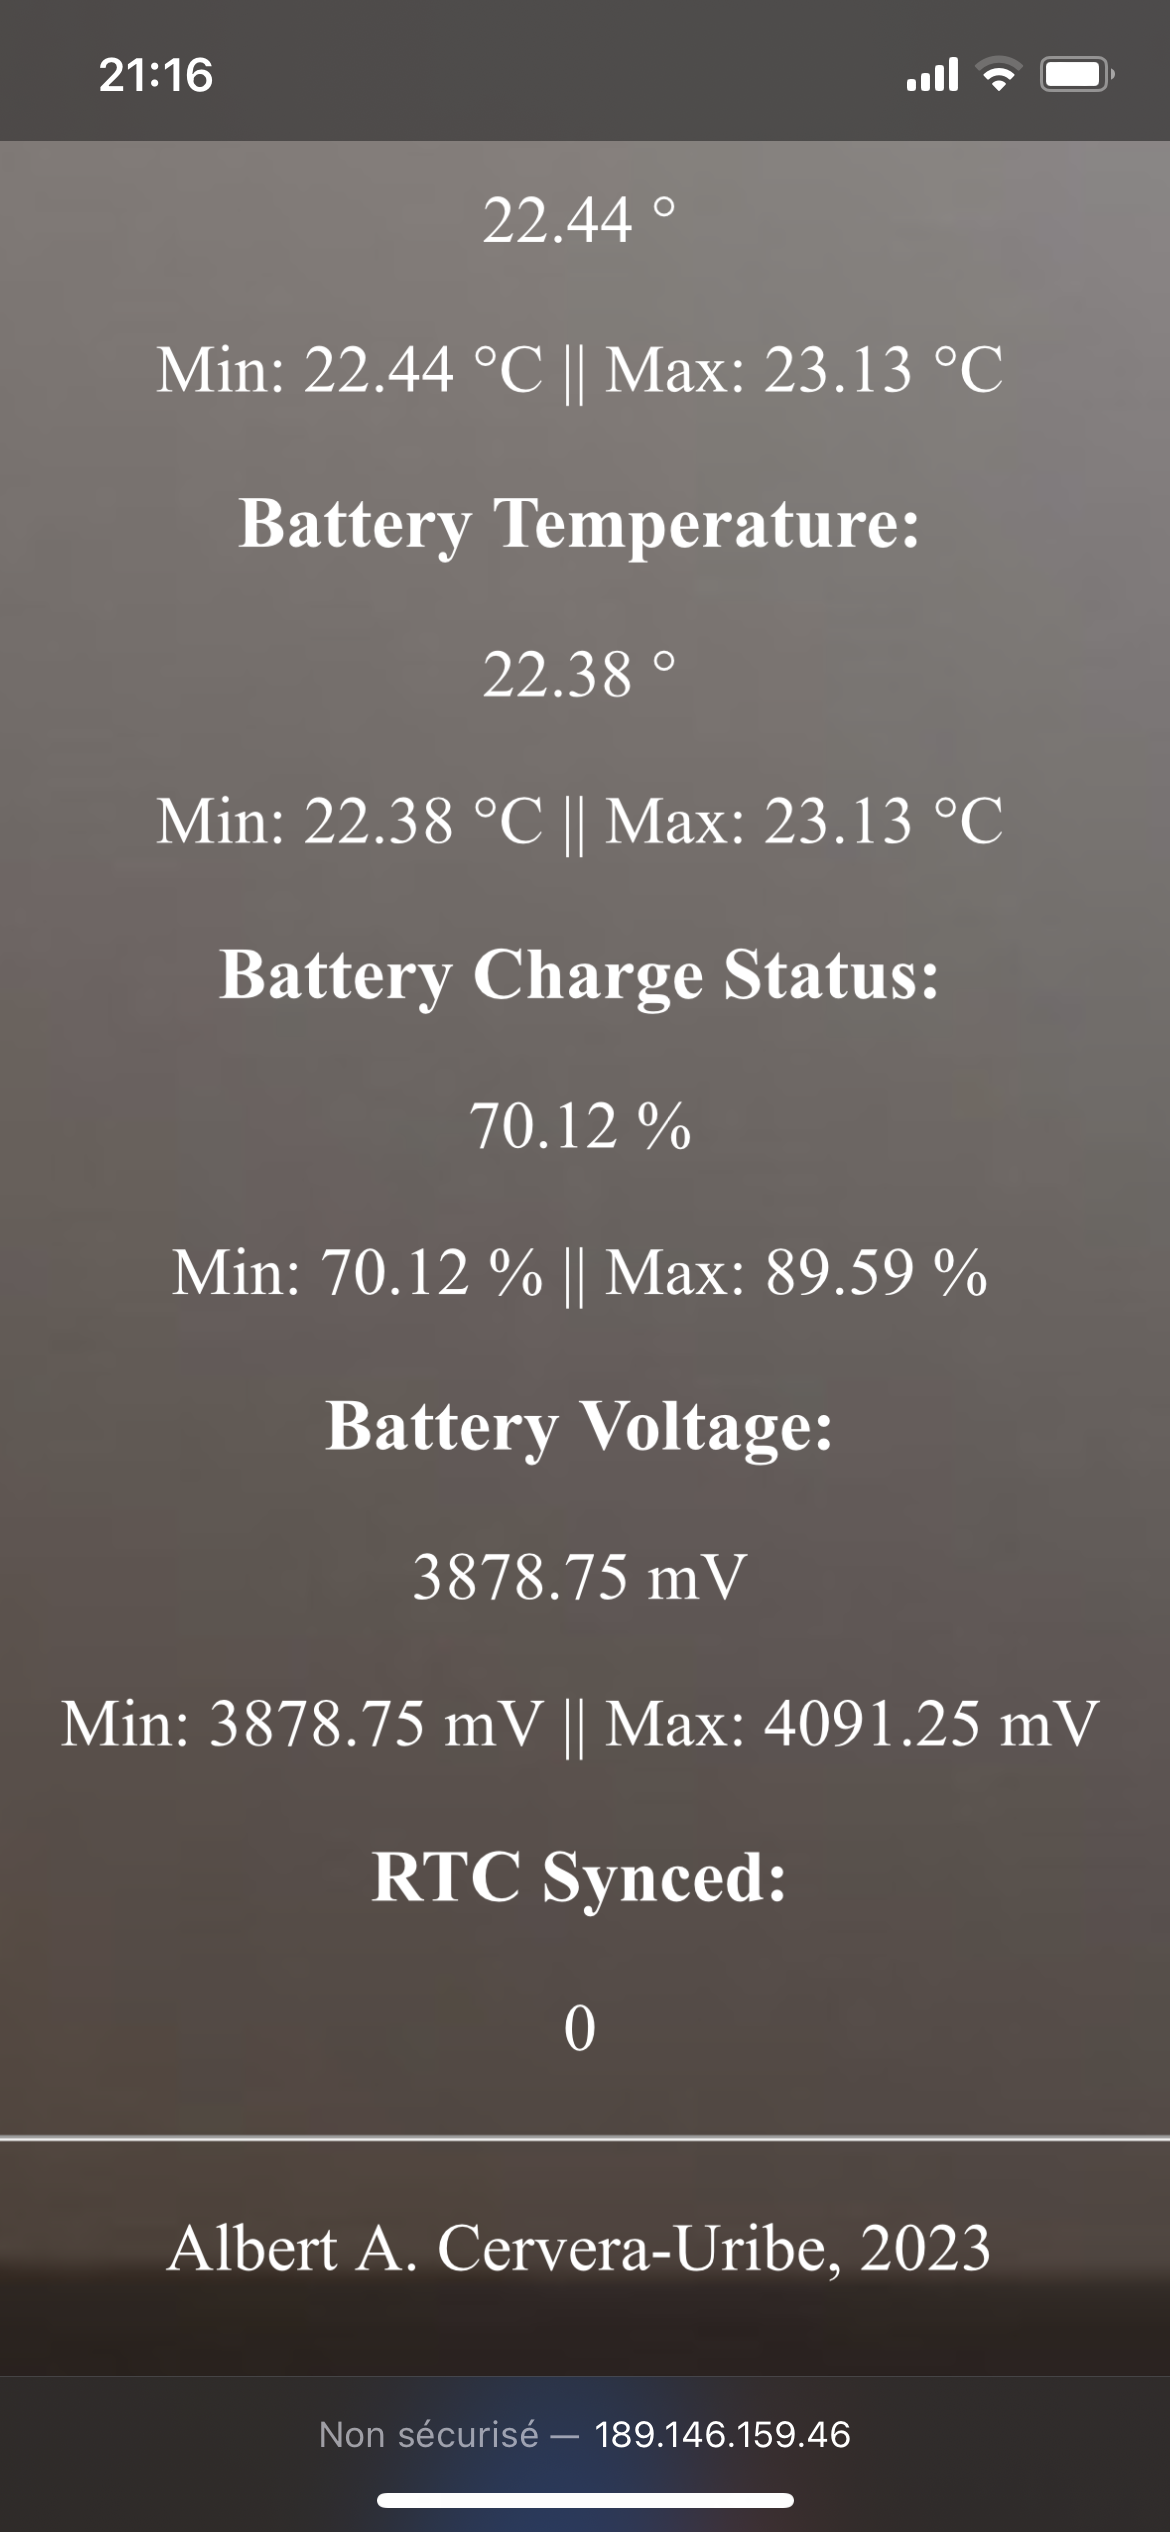 21:16
22.44 °
Min: 22.44 °C || Max: 23.13 °C
Battery Temperature:
22.38 °
Min: 22.38 °C || Max: 23.13 °C
Battery Charge Status:
70.12 %
Min: 70.12 % || Max: 89.59 %
Battery Voltage:
3878.75 mV
Min: 3878.75 mV || Max: 4091.25 mV
RTC Synced:
0
Albert A. Cervera-Uribe, 2023
Non sécurisé — 189.146.159.46